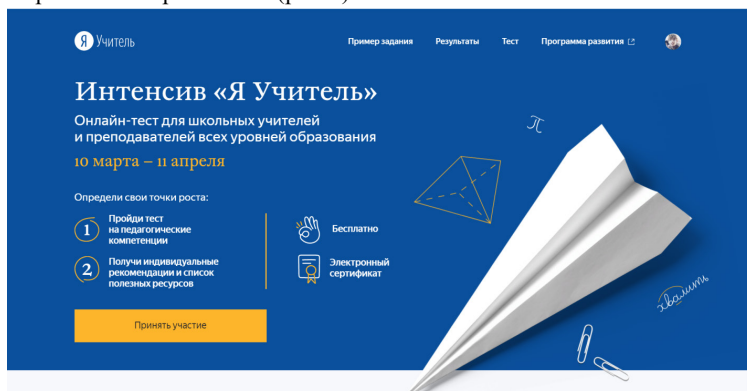 Я Учитель
Пример задания
Результаты
Тест
Программа развития
Интенсив «Я Учитель»
Онлайн-тест для школьных учителей
и преподавателей всех уровней образования
10 марта – 11 апреля
Определи свои точки роста:
1
Пройди тест
на педагогические
компетенции
2
Получи индивидуальные
рекомендации и список
полезных ресурсов
Бесплатно
Электронный
сертификат
Принять участие
π
хвалить